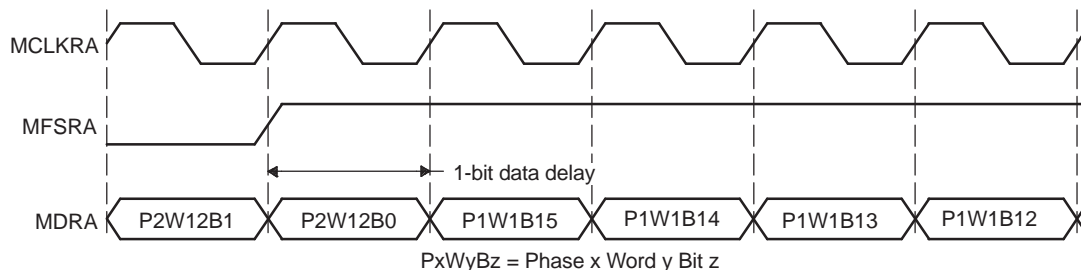 MCLKRA
MFSRA
1-bit data delay
MDRA P2W12B1 P2W12B0 P1W1B15 P1W1B14 P1W1B13 P1W1B12
PxWyBz = Phase x Word y Bit z